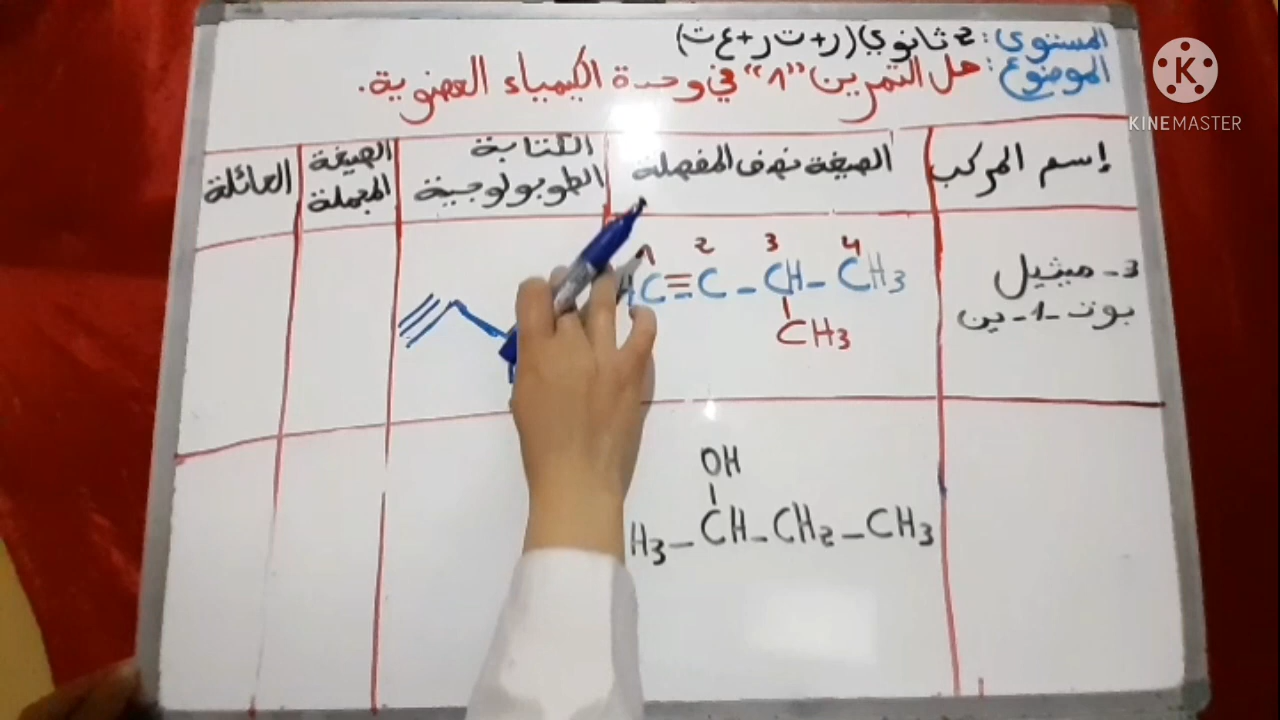 المستوى: 2 ثانوي (ر+ت ر+ع ت)
الموضوع: حل التمرين "1" في وحدة الكيمياء العضوية.
K
KINEMASTER
إسم المركب
الصيغة نصف المفصلة
الكتابة الطوبولوجية
الصيغة المجملة
العائلة
3- ميثيل
بوت-1-ين
1 2 3 4
C≡C-CH-CH3
CH3
OH
H3-CH-CH2-CH3